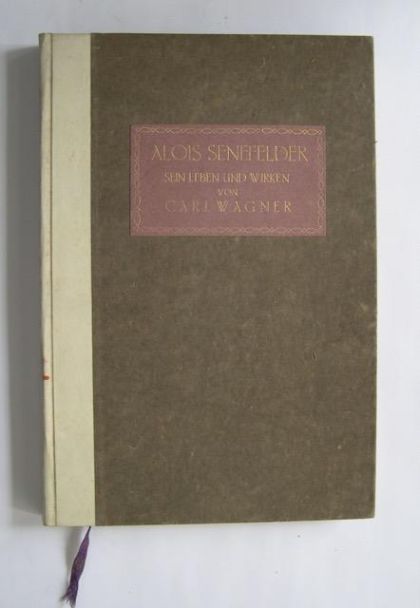 ALOIS SENEFELDER
SEIN LEBEN UND WIRKEN
VON
CARL WAGNER